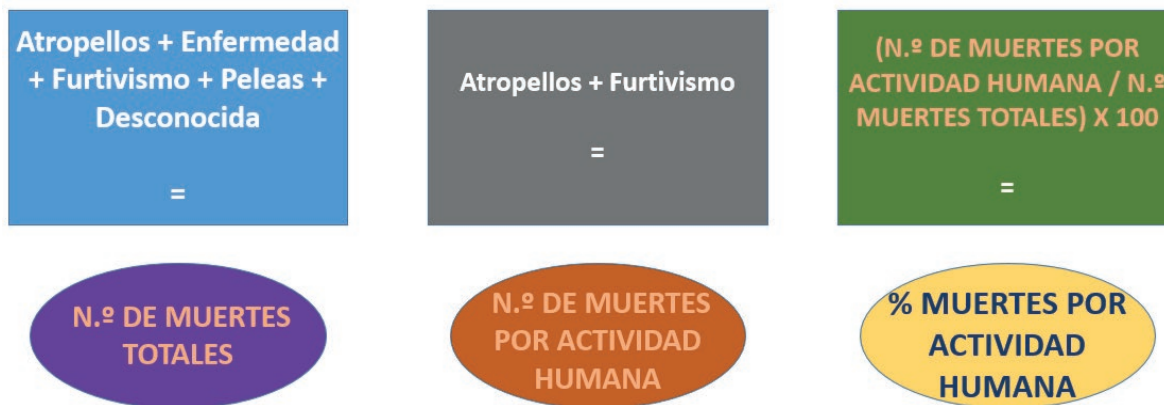 Atropellos + Enfermedad
+ Furtivismo + Peleas +
Desconocida
=
Atropellos + Furtivismo
=
(N.º DE MUERTES POR
ACTIVIDAD HUMANA / N.º
MUERTES TOTALES) X 100
=
N.º DE MUERTES
TOTALES
N.º DE MUERTES
POR ACTIVIDAD
HUMANA
% MUERTES POR
ACTIVIDAD
HUMANA